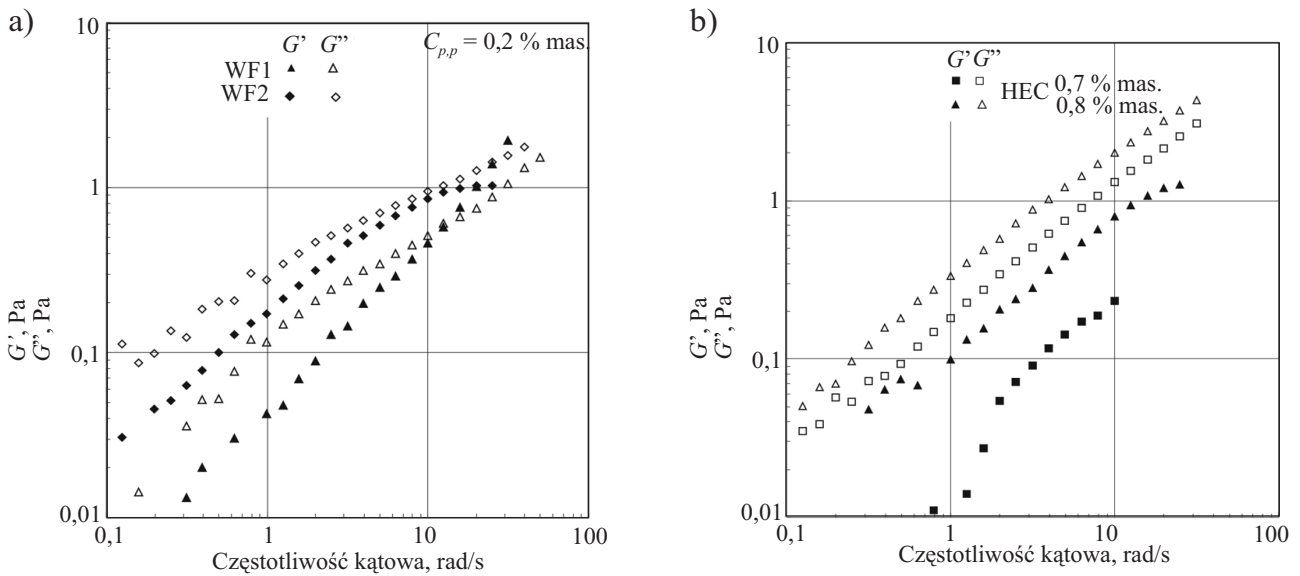 a)
G' G'' C_{p,p} = 0,2 % mas.
WF1
WF2
10
1
0,1
0,01
G', Pa
G'', Pa
0,1 1 10 100
Częstotliwość kątowa, rad/s
b)
G' G''
HEC 0,7 % mas.
0,8 % mas.
10
1
0,1
0,01
G', Pa
G'', Pa
0,1 1 10 100
Częstotliwość kątowa, rad/s